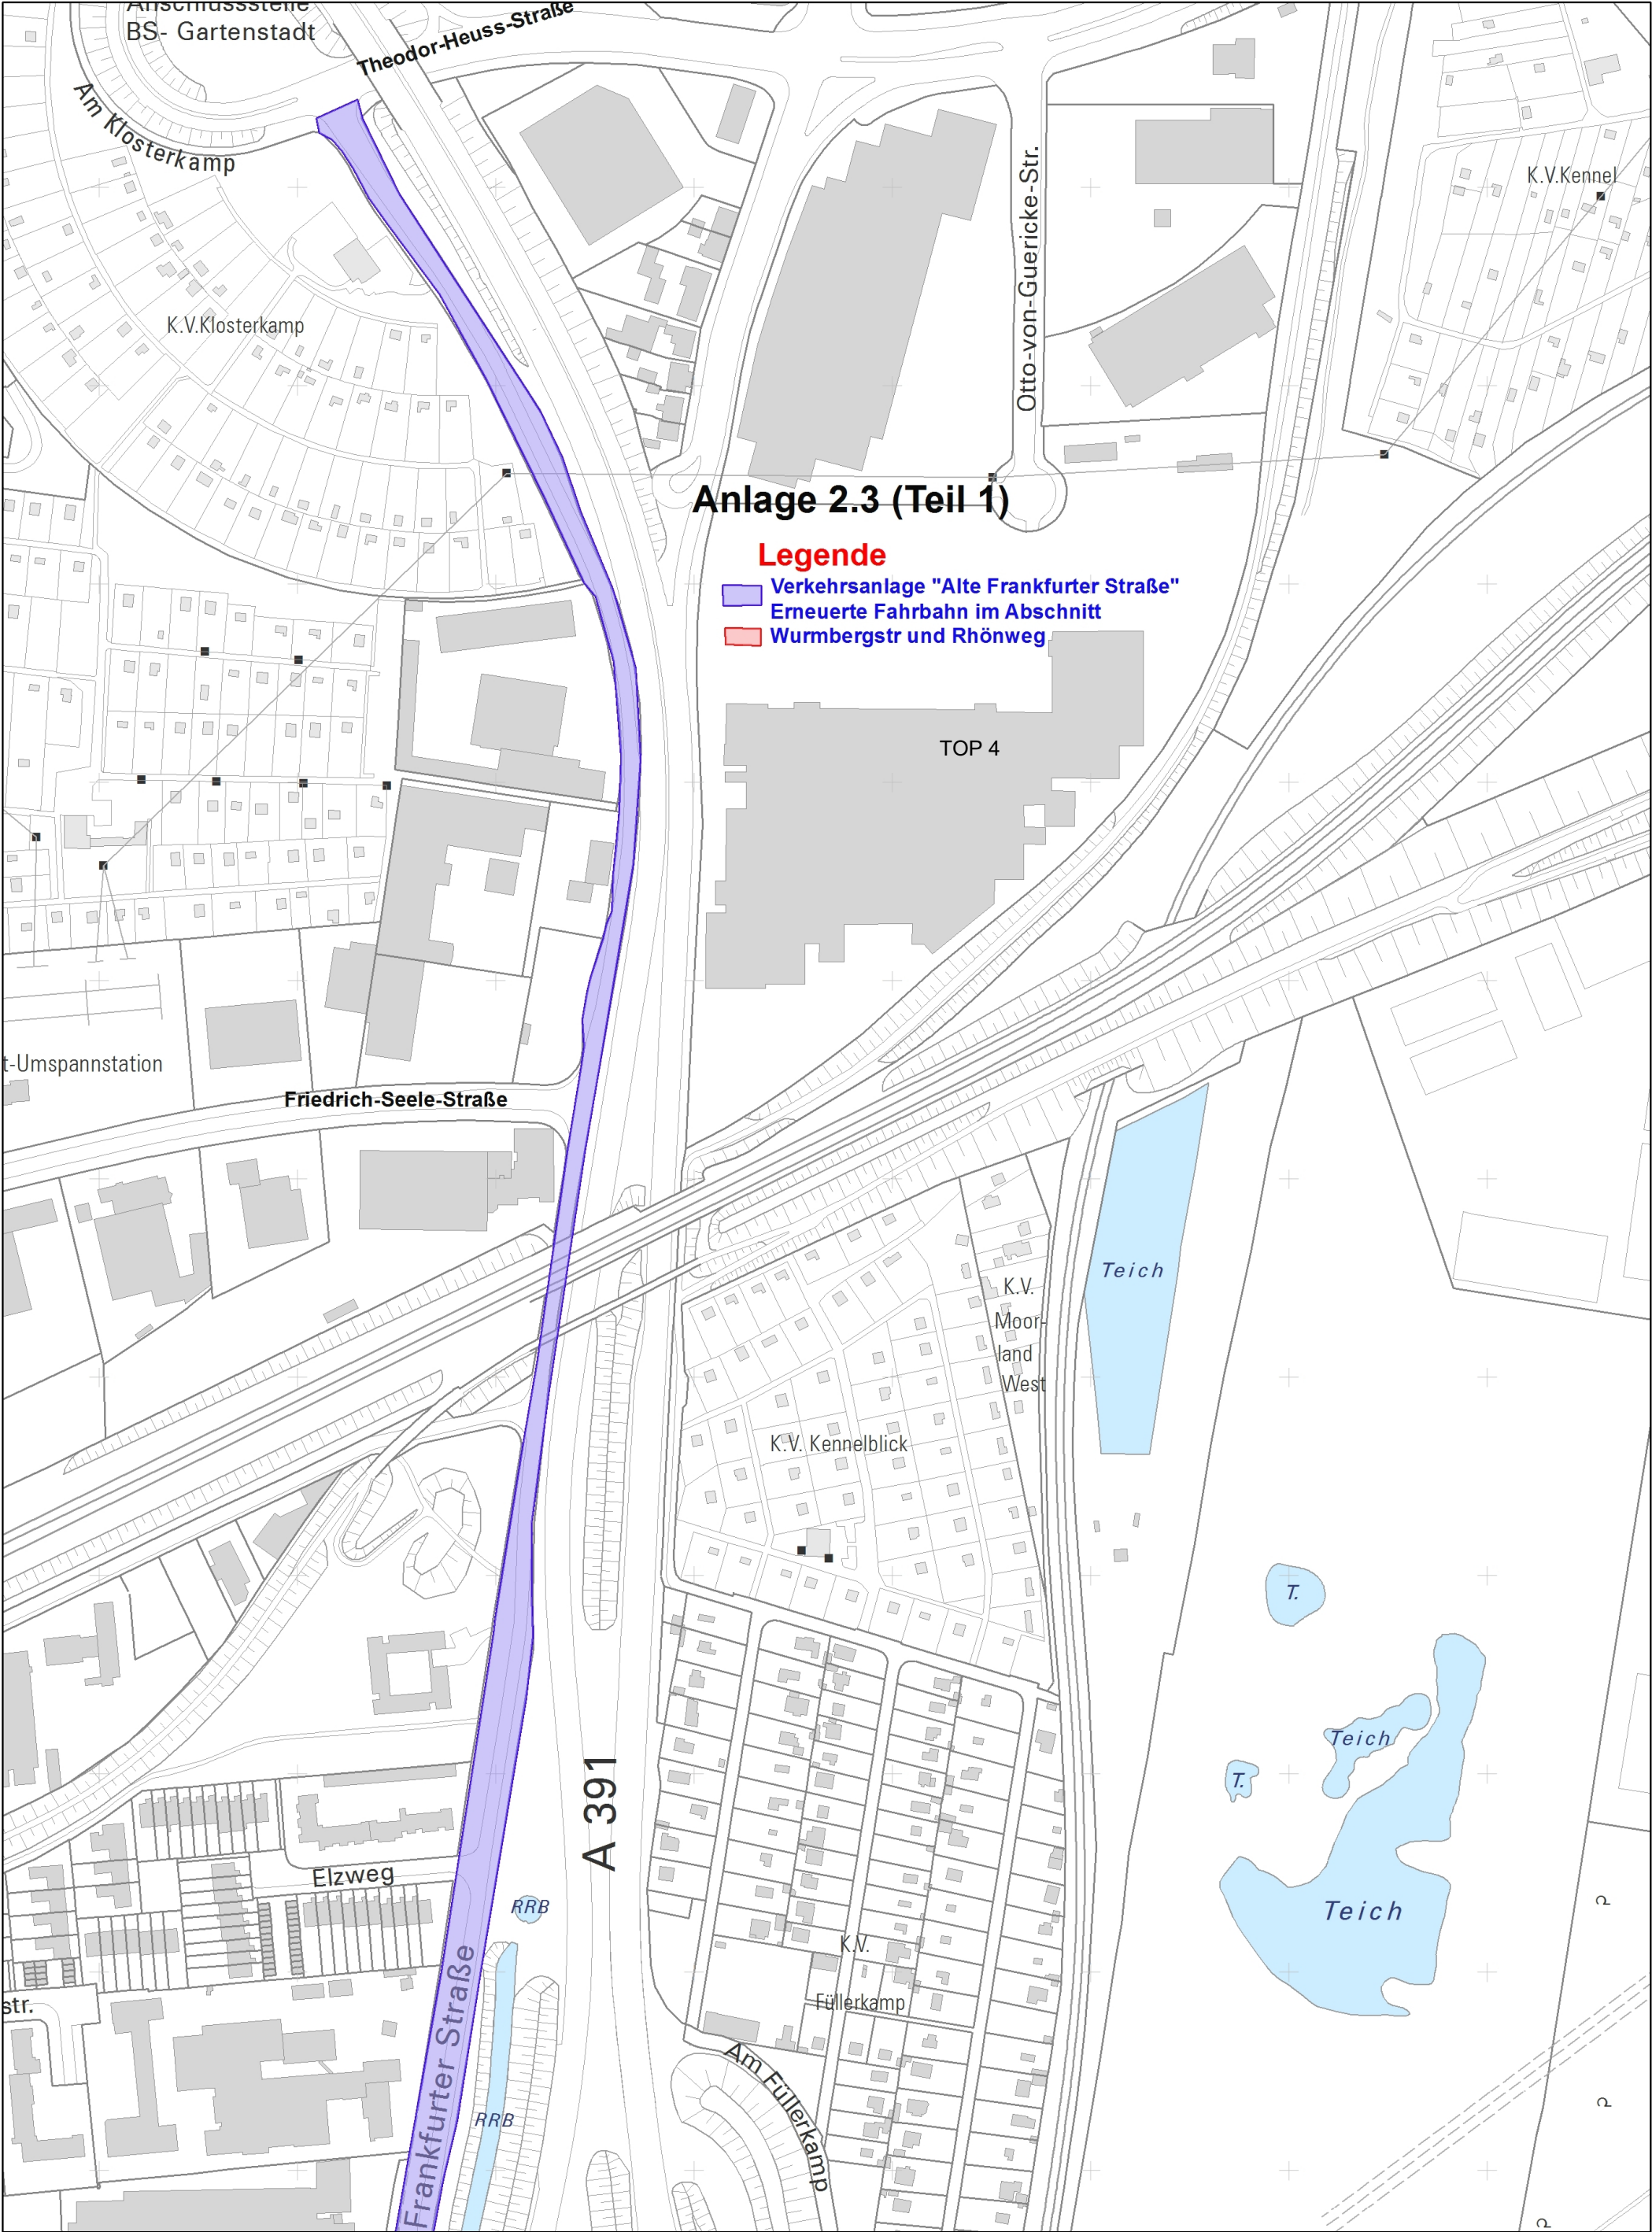 Anschlussstelle
BS- Gartenstadt
Theodor-Heuss-Straße
Am Klosterkamp
K.V.Kennel
Otto-von-Guericke-Str.
K.V.Klosterkamp
Anlage 2.3 (Teil 1)
Legende
Verkehrsanlage "Alte Frankfurter Straße"
Erneuerte Fahrbahn im Abschnitt
Wurmbergstr und Rhönweg
TOP 4
t-Umspannstation
Friedrich-Seele-Straße
Teich
K.V.
Moor-
land
West
K.V. Kennelblick
T.
Teich
T.
A 391
Elzweg
RRB
Teich
K.V.
Füllerkamp
str.
Frankfurter Straße
Am Füllerkamp
RRB